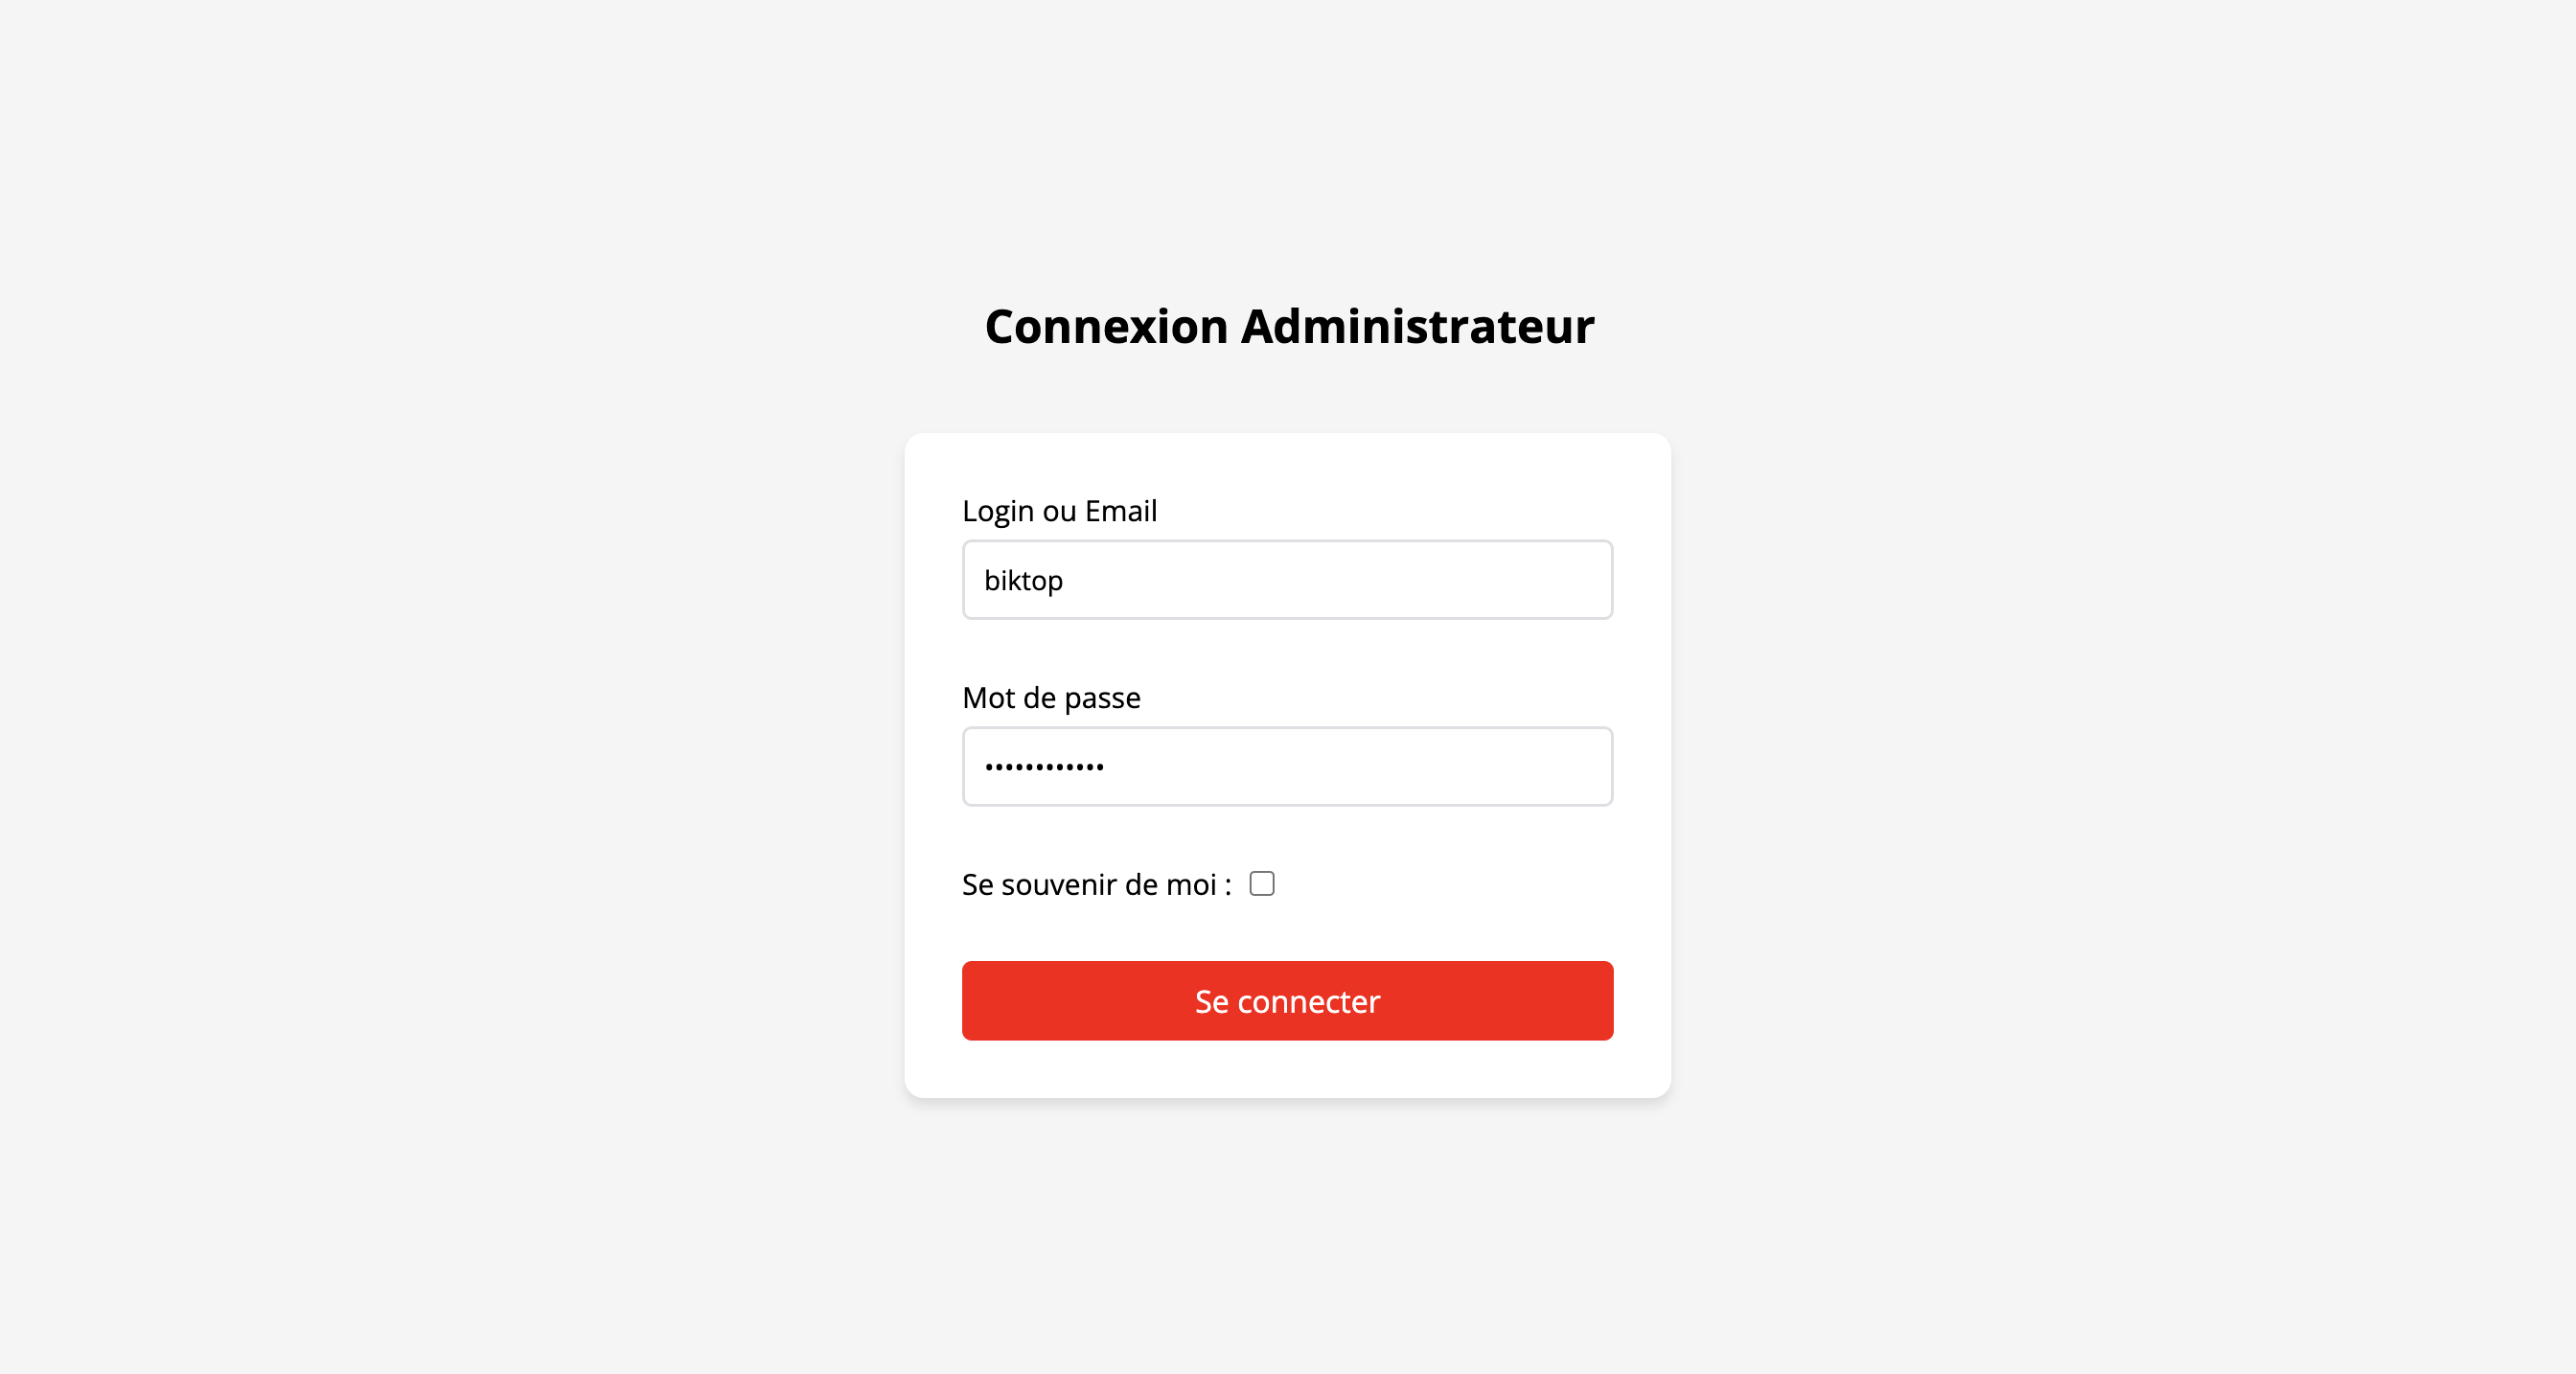 Connexion Administrateur
Login ou Email
biktop
Mot de passe
••••••••••••
Se souvenir de moi :
Se connecter